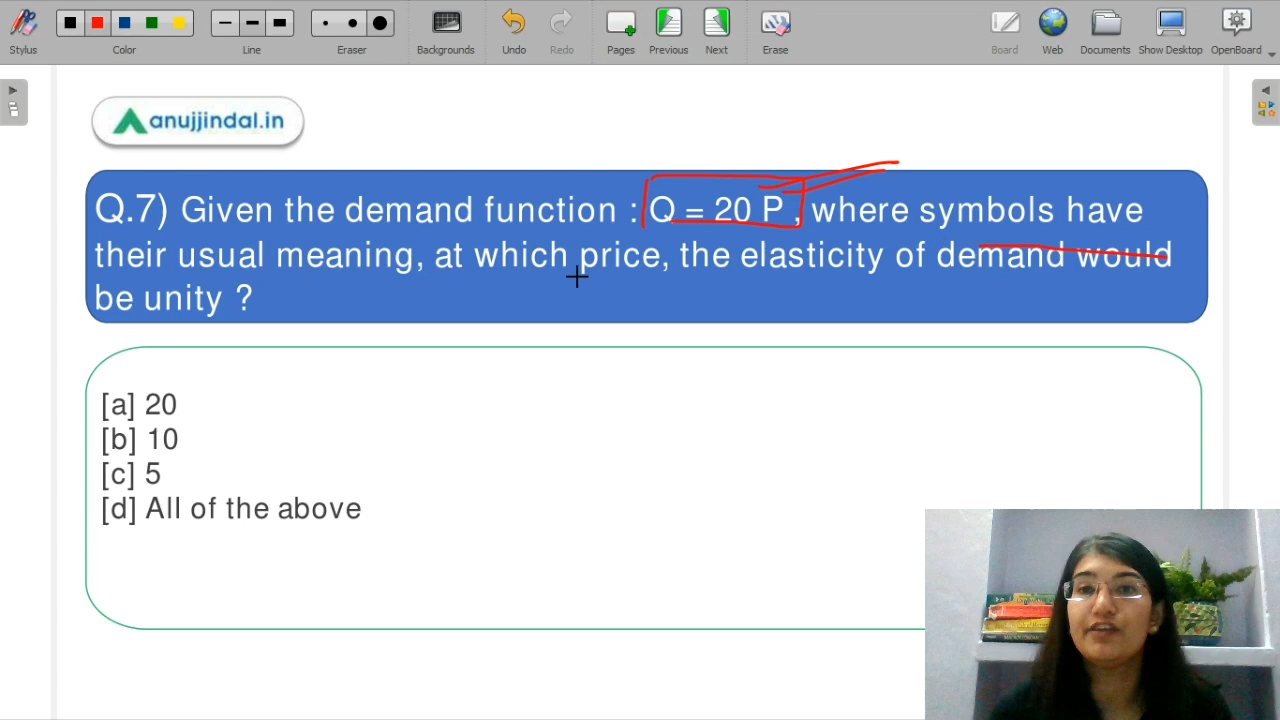 Stylus
Color
Line
Eraser
Backgrounds
Undo
Redo
Pages
Previous
Next
Erase
Board
Web
Documents
Show Desktop
OpenBoard
anujjindal.in
Q.7) Given the demand function : Q = 20 P , where symbols have
their usual meaning, at which price, the elasticity of demand would
be unity ?
[a] 20
[b] 10
[c] 5
[d] All of the above